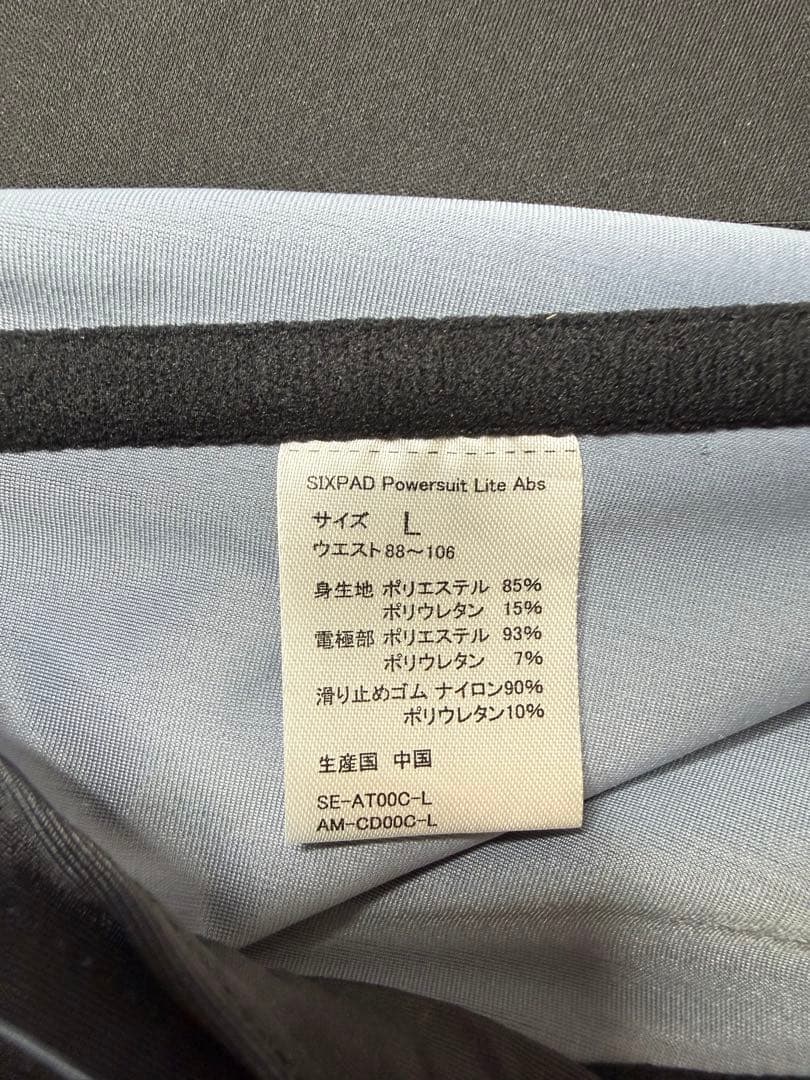 SIXPAD Powersuit Lite Abs
サイズ L
ウエスト88〜106
身生地 ポリエステル 85%
ポリウレタン 15%
電極部 ポリエステル 93%
ポリウレタン 7%
滑り止めゴム ナイロン90%
ポリウレタン10%
生産国 中国
SE-AT00C-L
AM-CD00C-L